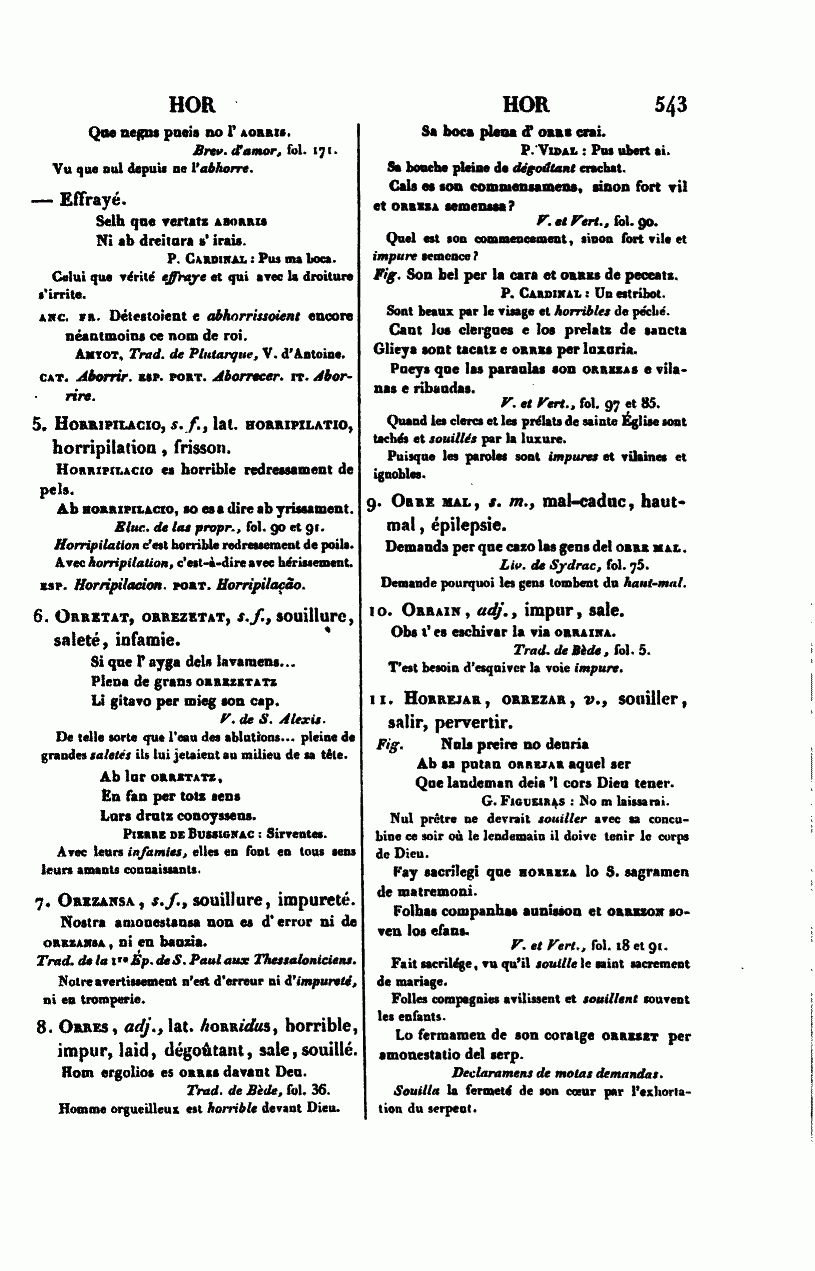 HOR
Que negus pueis no l' AORRIS.
Brev. d'amor, fol. 171.
Vu que nul depuis ne l'abhorre.
— Effrayé.
Selh que vertatz ABORRIS
Ni ab dreitura s' irais.
P. CARDINAL : Pus ma boca.
Celui que vérité effraye et qui avec la droiture
s'irrite.
ANC. FR. Détestoient e abhorrissoient encore
néantmoins ce nom de roi.
AMYOT, Trad. de Plutarque, V. d'Antoine.
CAT. Aborrir. ESP. PORT. Aborrecer. IT. Abor-
rire.
5. HORRIPILACIO, s. f., lat. HORRIPILATIO,
horripilation, frisson.
HORRIPILACIO es horrible redressament de
pels.
Ab HORRIPILACIO, so es a dire ab yrissament.
Eluc. de las propr., fol. 90 et 91.
Horripilation c'est horrible redressement de poils.
Avec horripilation, c'est-à-dire avec hérissement.
ESP. Horripilacion. PORT. Horripilação.
6. ORRETAT, ORREZETAT, s. f., souillure,
saleté, infamie.
Si que l' ayga dels lavamens...
Plena de grans ORREZETATZ
Li gitavo per mieg son cap.
V. de S. Alexis.
De telle sorte que l'eau des ablutions... pleine de
grandes saletés ils lui jetaient au milieu de sa tête.
Ab lur ORRETATZ,
En fan per totz sens
Lurs drutz conoyssens.
PIERRE DE BUSSIGNAC : Sirventes.
Avec leurs infamies, elles en font en tous sens
leurs amants connaissants.
7. OREZANSA, s. f., souillure, impureté.
Nostra amonestansa non es d' error ni de
ORREZANSA, ni en bauzia.
Trad. de la 1re Ép. de S. Paul aux Thessaloniciens.
Notre avertissement n'est d'erreur ni d'impureté,
ni en tromperie.
8. ORRES, adj., lat. hORRidus, horrible,
impur, laid, dégoûtant, sale, souillé.
Hom ergolios es ORRES davant Deu.
Trad. de Bède, fol. 36.
Homme orgueilleux est horrible devant Dieu.
HOR 543
Sa boca plena d' ORRE crai.
P. VIDAL : Pus ubert ai.
Sa bouche pleine de dégoûtant crachat.
Cals es son commensamens, sinon fort vil
et ORREZA semenssa?
V. et Vert., fol. 90.
Quel est son commencement, sinon fort vile et
impure semence?
Fig. Son bel per la cara et ORRES de peccatz.
P. CARDINAL : Un estribot.
Sont beaux par le visage et horribles de péché.
Cant los clergues e los prelatz de sancta
Glieya sont tacatz e ORRES per luxuria.
Pueys que las paraulas son ORREZAS e vila-
nas e ribaudas.
V. et Vert., fol. 97 et 85.
Quand les clercs et les prélats de sainte Église sont
tachés et souillés par la luxure.
Puisque les paroles sont impures et vilaines et
ignobles.
9. ORRE MAL, s. m., mal-caduc, haut-
mal, épilepsie.
Demanda per que cazo las gens del ORRE MAL.
Liv. de Sydrac, fol. 75.
Demande pourquoi les gens tombent du haut-mal.
10. ORRAIN, adj., impur, sale.
Obs t' es eschivar la via ORRAINA.
Trad. de Bède, fol. 5.
T'est besoin d'esquiver la voie impure.
11. HORREJAR, ORREZAR, v., souiller,
salir, pervertir.
Fig. Nuls preire no deuria
Ab sa putan ORREJAR aquel ser
Que landeman deia 'l cors Dieu tener.
G. FIGUEIRAS : No m laissarai.
Nul prêtre ne devrait souiller avec sa concu-
bine ce soir où le lendemain il doive tenir le corps
de Dieu.
Fay sacrilegi que HORREZA lo S. sagramen
de matremoni.
Folhas companhas aunisson et ORREZON so-
ven los efans.
V. et Vert., fol. 18 et 91.
Fait sacrilége, vu qu'il souille le saint sacrement
de mariage.
Folles compagnies avilissent et souillent souvent
les enfants.
Lo fermamen de son coratge ORREZET per
amonestatio del serp.
Declaramens de motas demandas.
Souilla la fermeté de son cœur par l'exhorta-
tion du serpent.